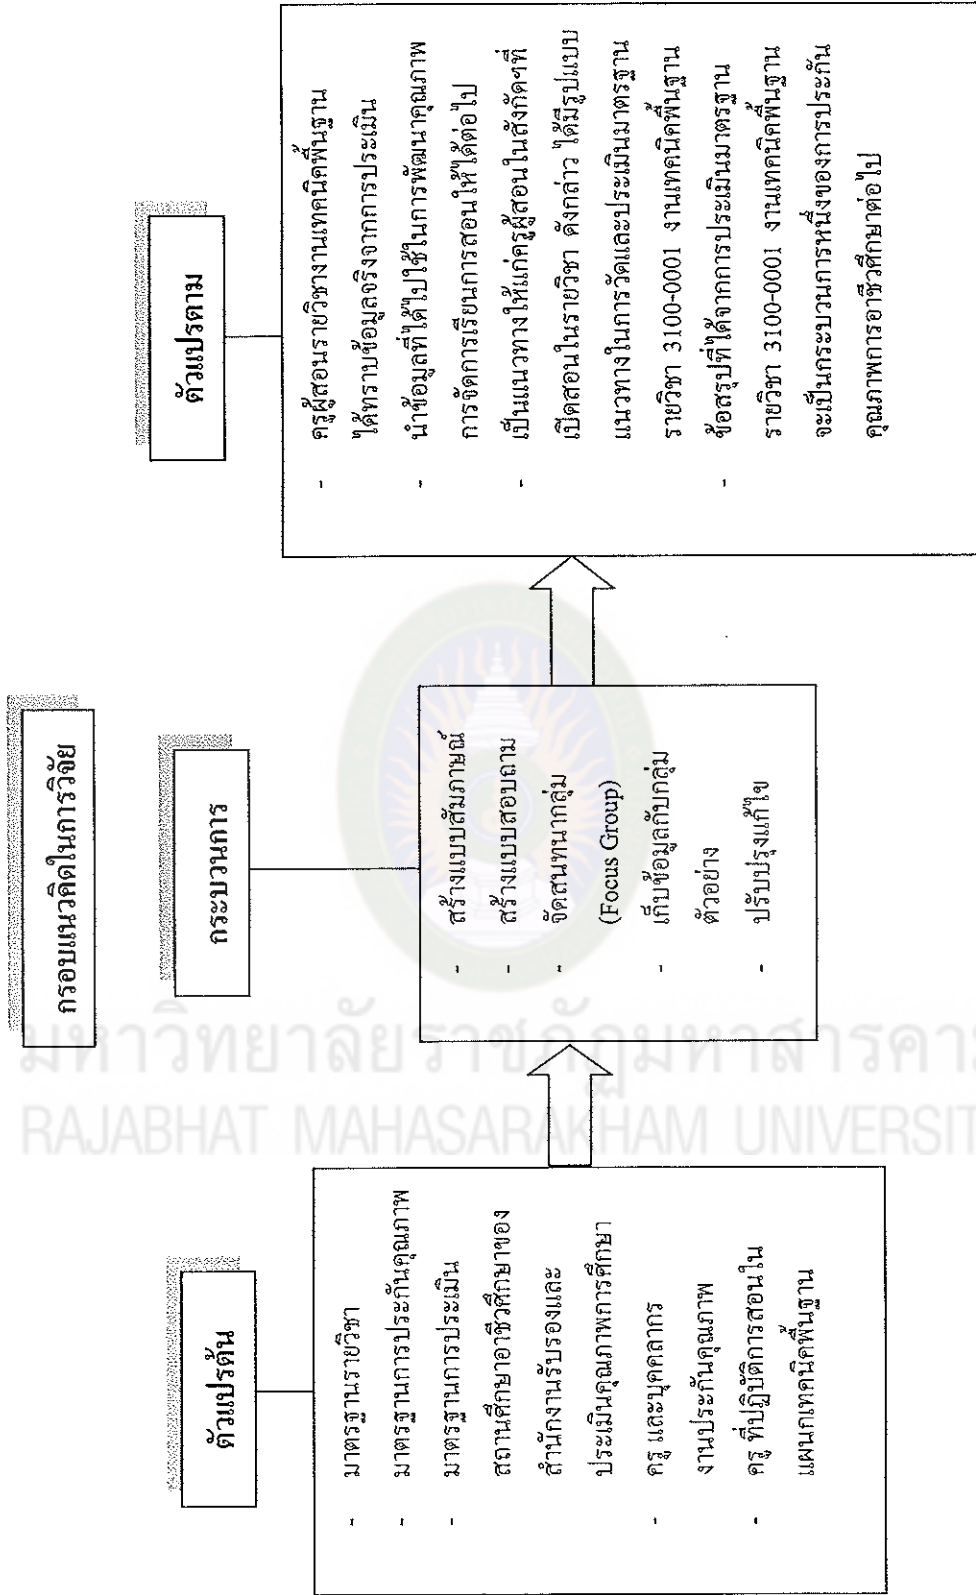 กรอบแนวคิดในการวิจัย
ตัวแปรต้น
- มาตรฐานรายวิชา
- มาตรฐานการประกันคุณภาพ
- มาตรฐานการประเมิน
สถานศึกษาอาชีวศึกษาของ
สำนักงานรับรองและ
ประเมินคุณภาพการศึกษา
- ครู และบุคคลากร
งานประกันคุณภาพ
- ครู ที่ปฏิบัติการสอนใน
แผนกเทคนิคพื้นฐาน
กระบวนการ
- สร้างแบบสัมภาษณ์
- สร้างแบบสอบถาม
- จัดสนทนากลุ่ม
(Focus Group)
- เก็บข้อมูลกับกลุ่ม
ตัวอย่าง
- ปรับปรุงแก้ไข
ตัวแปรตาม
- ครูผู้สอนรายวิชางานเทคนิคพื้นฐาน
ได้ทราบข้อมูลจริงจากการประเมิน
- นำข้อมูลที่ได้ไปใช้ในการพัฒนาคุณภาพ
การจัดการเรียนการสอนให้ได้ต่อไป
- เป็นแนวทางให้แก่ครูผู้สอนในสังกัดฯที่
เปิดสอนในรายวิชา ดังกล่าว ได้มีรูปแบบ
แนวทางในการวัดและประเมินมาตรฐาน
รายวิชา 3100-0001 งานเทคนิคพื้นฐาน
- ข้อสรุปที่ได้จากการประเมินมาตรฐาน
รายวิชา 3100-0001 งานเทคนิคพื้นฐาน
จะเป็นกระบวนการหนึ่งของการประกัน
คุณภาพการอาชีวศึกษาต่อไป
มหาวิทยาลัยราชภัฏมหาสารคา
RAJABHAT MAHASARAKHAM UNIVERSIT